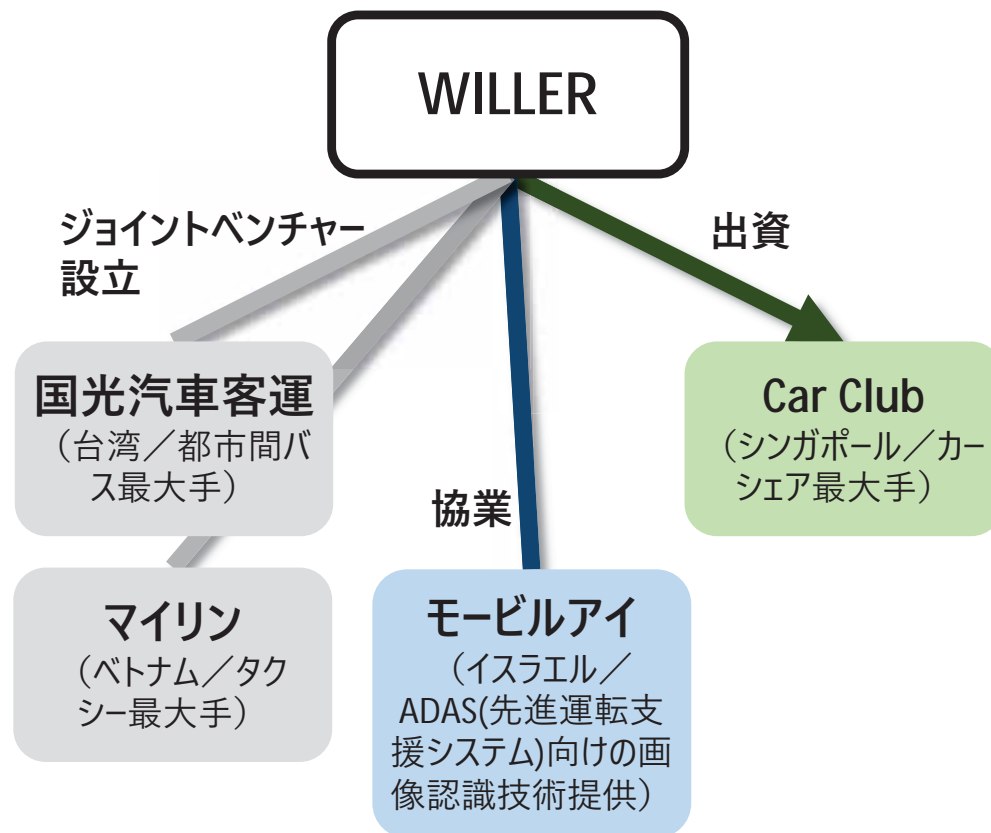 WILLER
ジョイントベンチャー
設立
出資
国光汽車客運
（台湾／都市間バ
ス最大手）
Car Club
（シンガポール／カー
シェア最大手）
協業
マイリン
（ベトナム／タク
シー最大手）
モービルアイ
（イスラエル／
ADAS(先進運転支
援システム)向けの画
像認識技術提供）